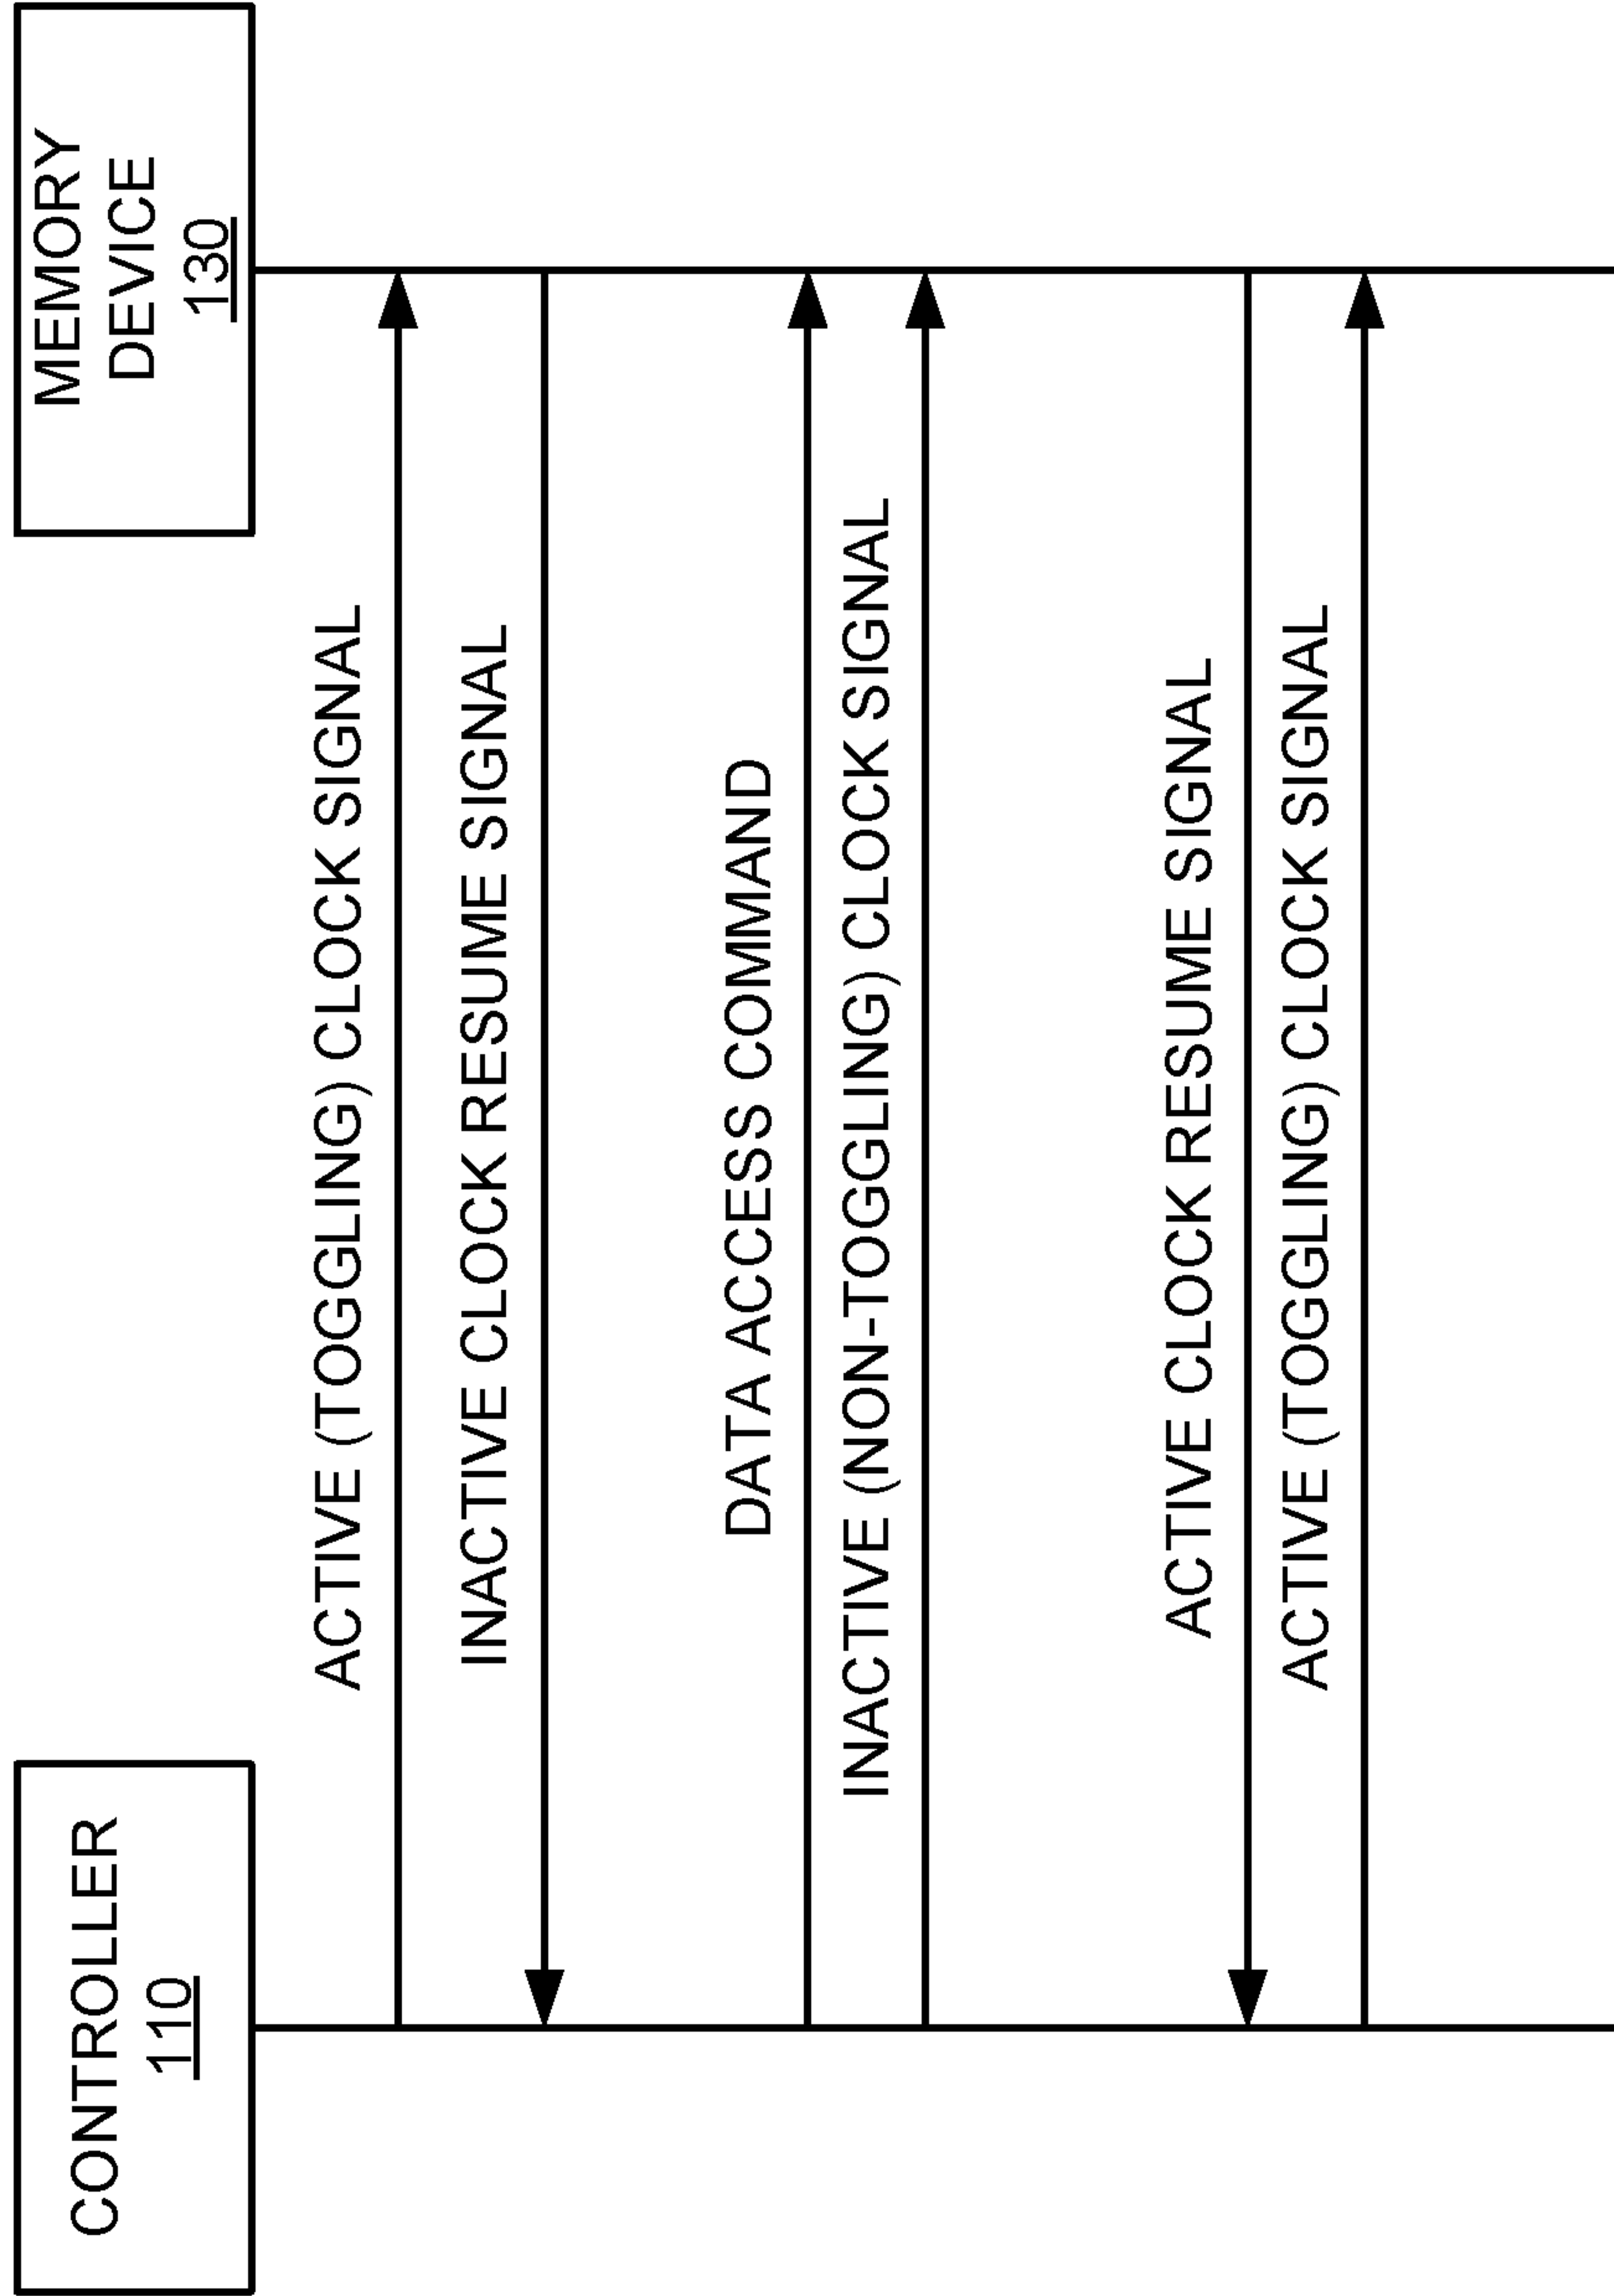 CONTROLLER
110
MEMORY
DEVICE
130
ACTIVE (TOGGLING) CLOCK SIGNAL
INACTIVE CLOCK RESUME SIGNAL
DATA ACCESS COMMAND
INACTIVE (NON-TOGGLING) CLOCK SIGNAL
ACTIVE CLOCK RESUME SIGNAL
ACTIVE (TOGGLING) CLOCK SIGNAL